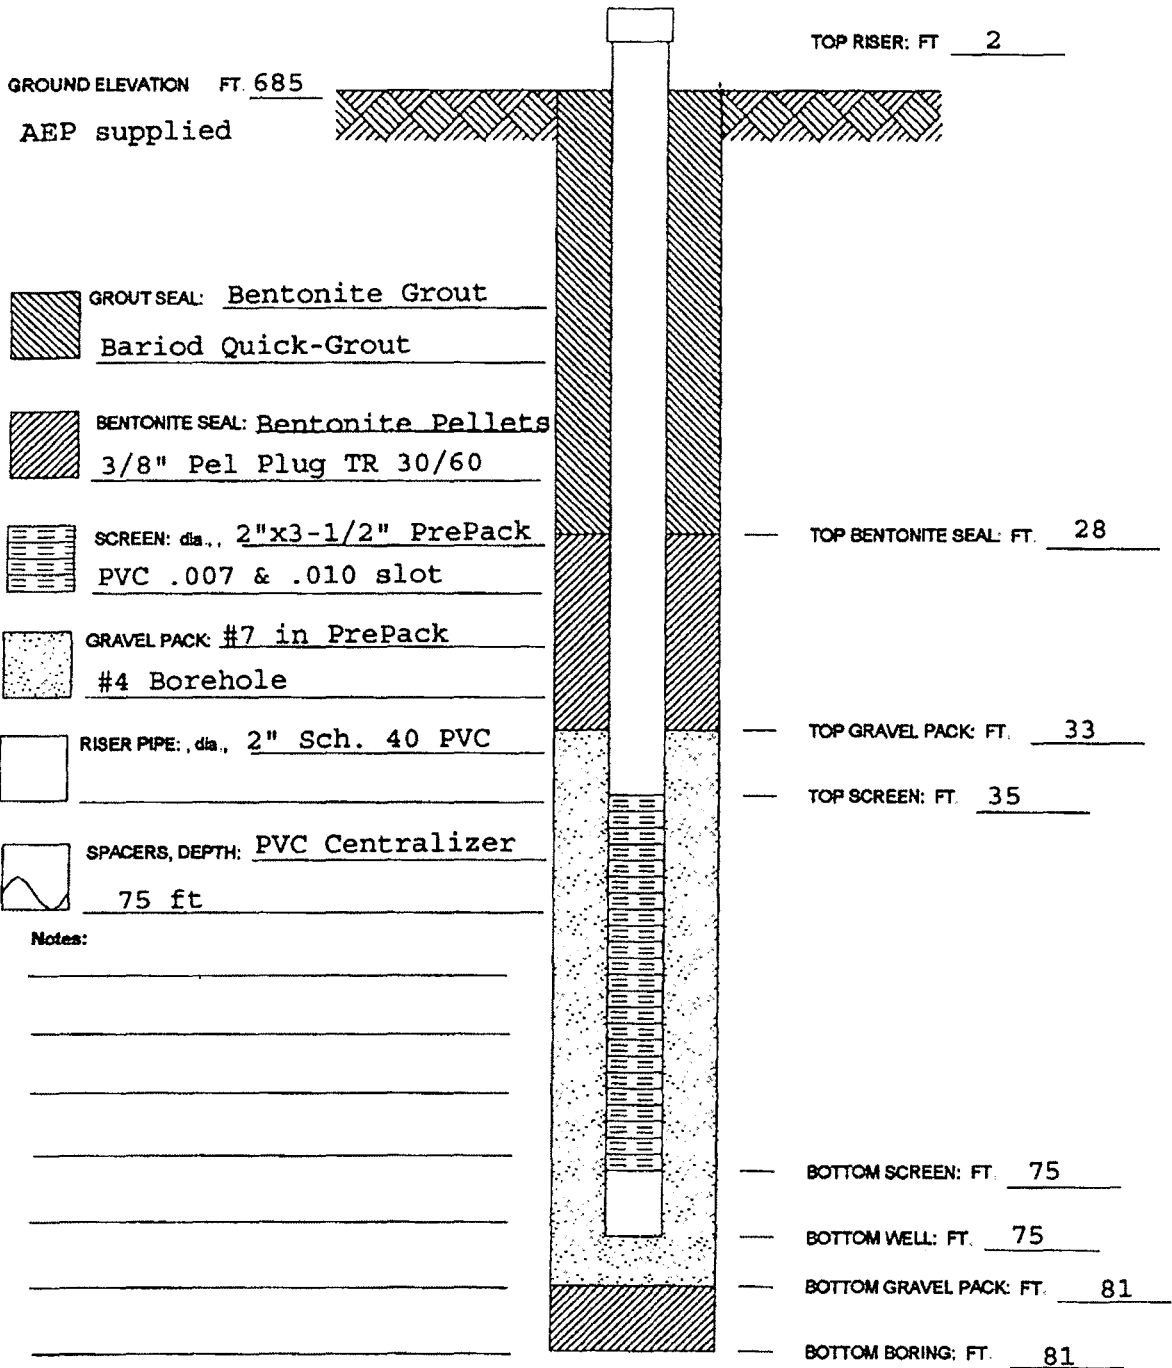 TOP RISER: FT 2
GROUND ELEVATION FT. 685
AEP supplied
GROUT SEAL: Bentonite Grout
Bariod Quick-Grout
BENTONITE SEAL: Bentonite Pellets
3/8" Pel Plug TR 30/60
SCREEN: dia., 2"x3-1/2" PrePack
PVC .007 & .010 slot
TOP BENTONITE SEAL: FT. 28
GRAVEL PACK: #7 in PrePack
#4 Borehole
RISER PIPE: , dia., 2" Sch. 40 PVC
TOP GRAVEL PACK: FT. 33
TOP SCREEN: FT. 35
SPACERS, DEPTH: PVC Centralizer
75 ft
Notes:
BOTTOM SCREEN: FT. 75
BOTTOM WELL: FT. 75
BOTTOM GRAVEL PACK: FT. 81
BOTTOM BORING: FT. 81